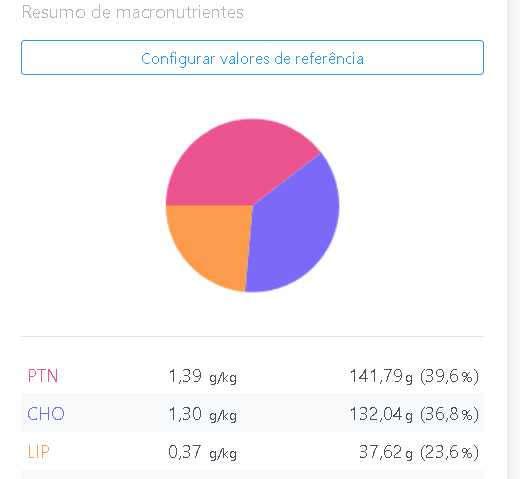 Resumo de macronutrientes
Configurar valores de referência
PTN 1,39 g/kg 141,79 g (39,6 %)
CHO 1,30 g/kg 132,04 g (36,8 %)
LIP 0,37 g/kg 37,62 g (23,6 %)